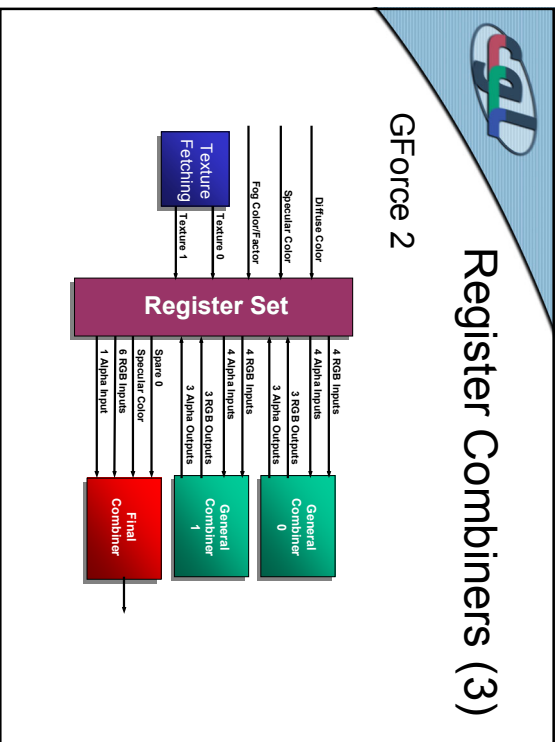 CGL
Register Combiners (3)
GForce 2
Diffuse Color
Specular Color
Fog Color/Factor
Texture
Fetching
Texture 0
Texture 1
Register Set
4 RGB Inputs
4 Alpha Inputs
3 RGB Outputs
3 Alpha Outputs
General
Combiner
0
4 RGB Inputs
4 Alpha Inputs
3 RGB Outputs
3 Alpha Outputs
General
Combiner
1
Spare 0
Specular Color
6 RGB Inputs
1 Alpha Input
Final
Combiner